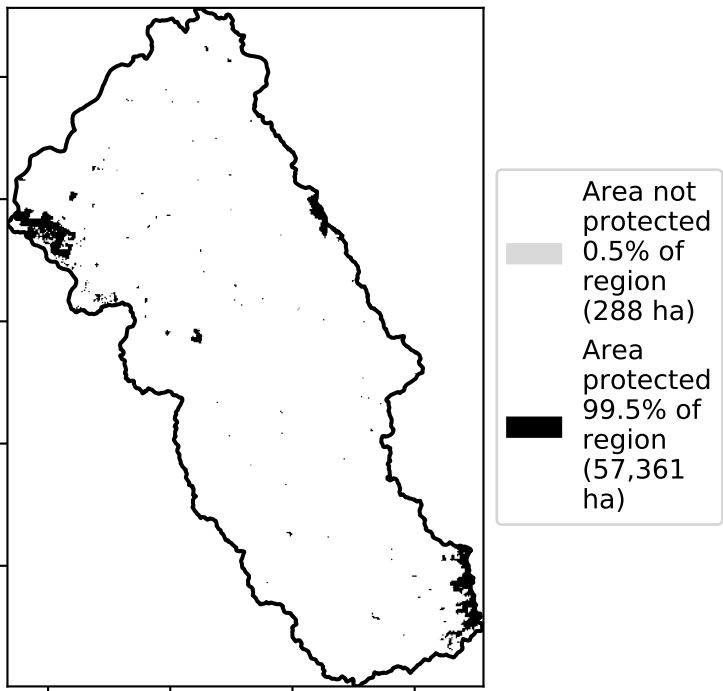 Area not
protected
0.5% of
region
(288 ha)
Area
protected
99.5% of
region
(57,361
ha)